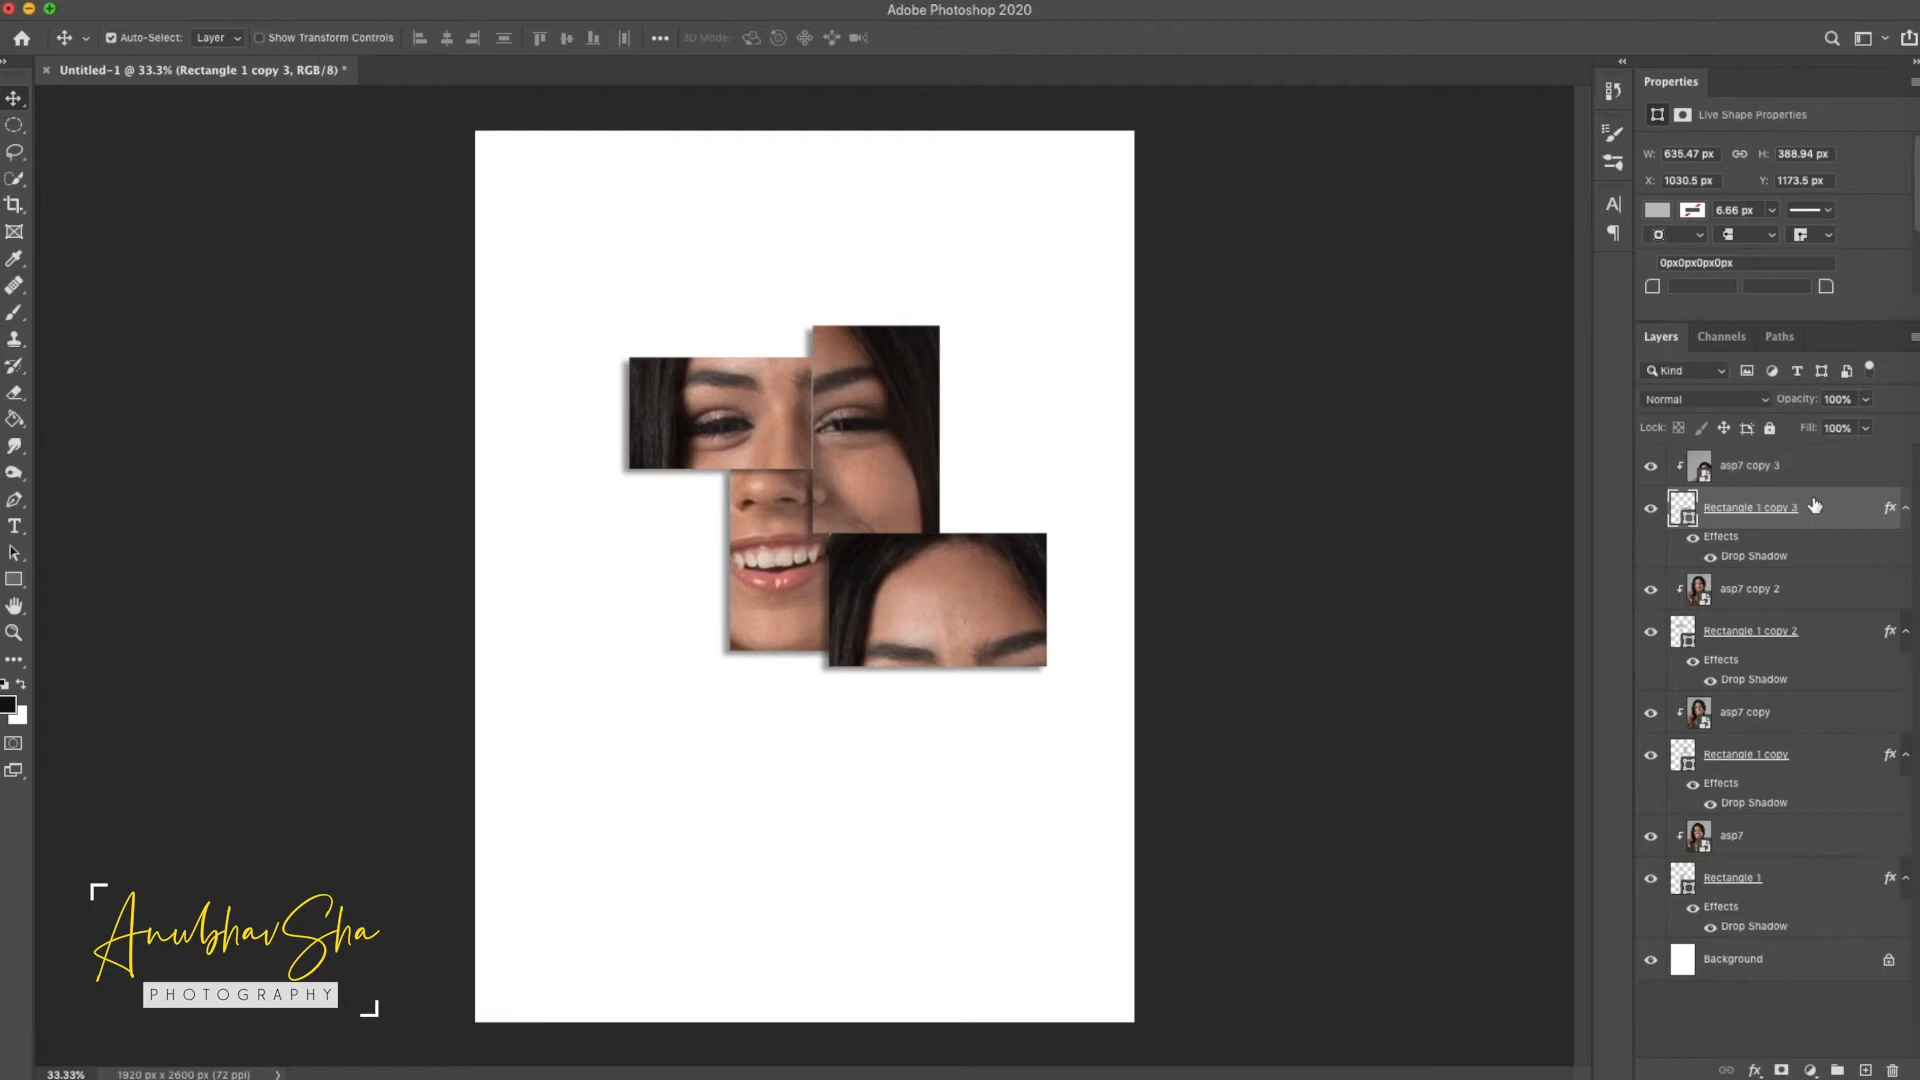 Adobe Photoshop 2020
Auto-Select: Layer Show Transform Controls 3D Mode:
Untitled-1 @ 33.3% (Rectangle 1 copy 3, RGB/8) *
Properties
Live Shape Properties
W: 635.47 px H: 388.94 px
X: 1030.5 px Y: 1173.5 px
6.66 px
0px0px0px0px
Layers Channels Paths
Kind
Normal Opacity: 100%
Lock: Fill: 100%
asp7 copy 3
Rectangle 1 copy 3 fx
Effects
Drop Shadow
asp7 copy 2
Rectangle 1 copy 2 fx
Effects
Drop Shadow
asp7 copy
Rectangle 1 copy fx
Effects
Drop Shadow
asp7
Rectangle 1 fx
Effects
Drop Shadow
Background
AnubhavSha
PHOTOGRAPHY
33.33% 1920 px x 2600 px (72 ppi)